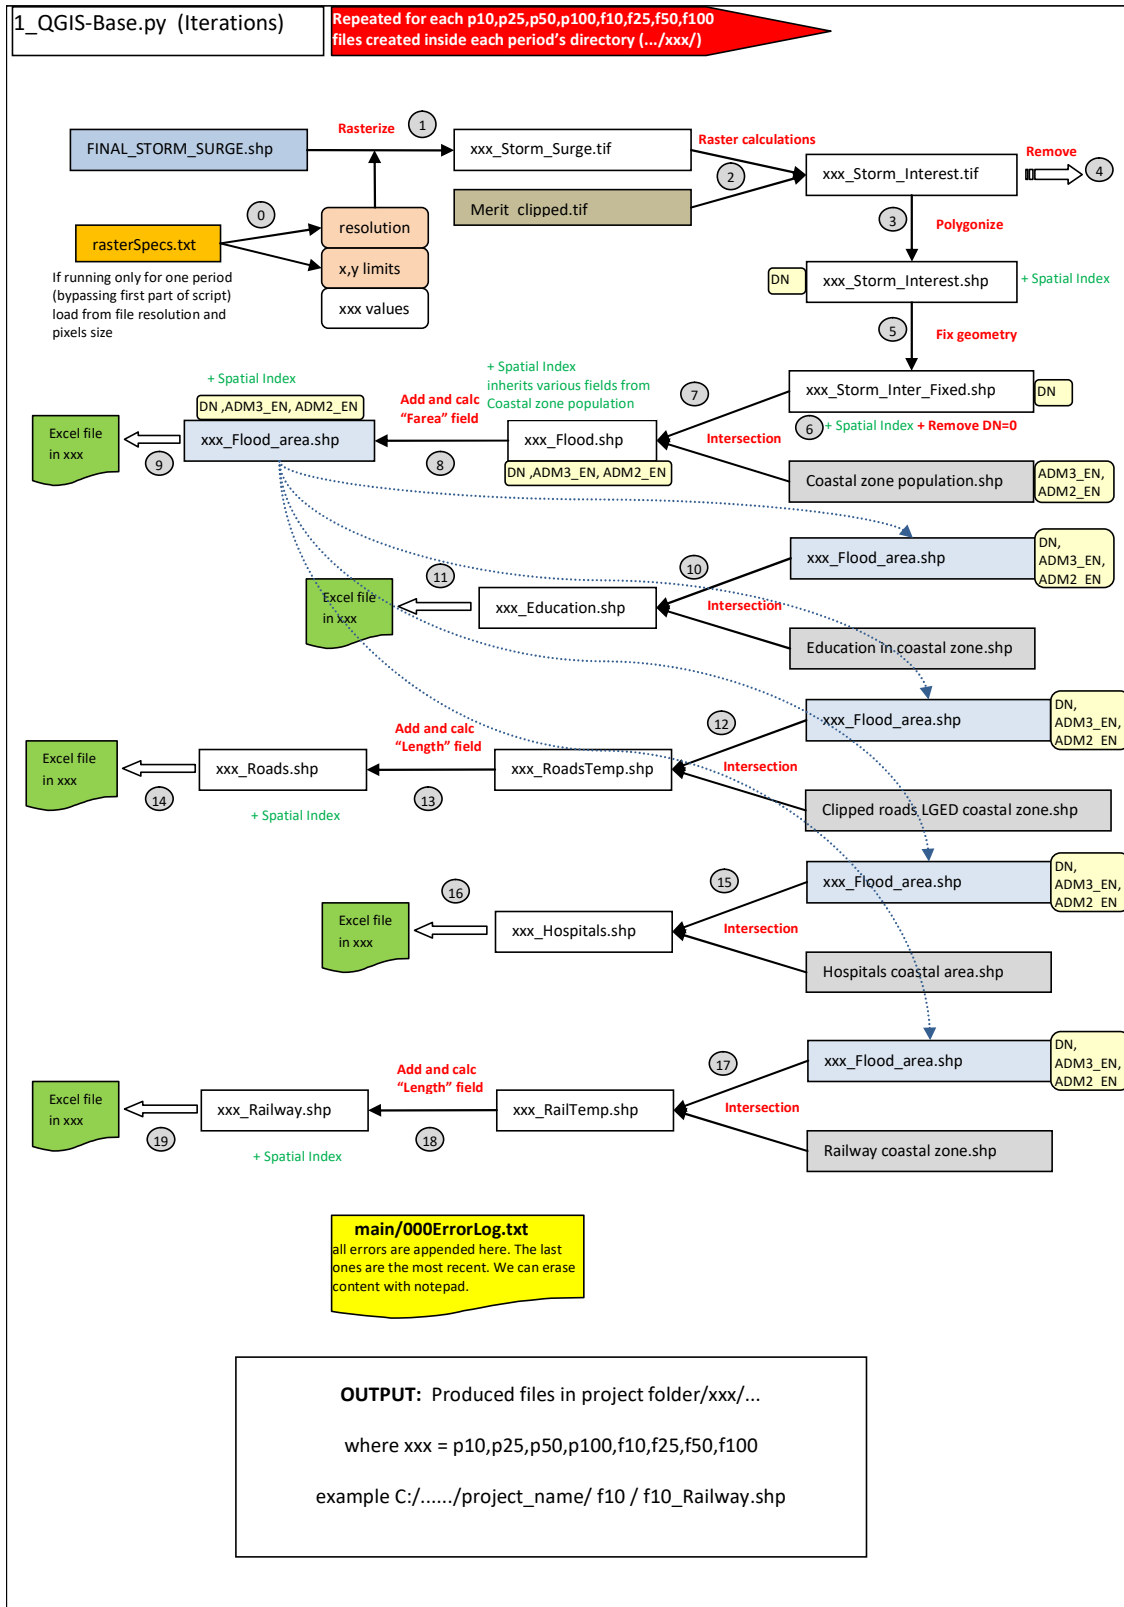 1_QGIS-Base.py (Iterations)
Repeated for each p10,p25,p50,p100,f10,f25,f50,f100
files created inside each period's directory (.../xxx/)
1
Rasterize
FINAL_STORM_SURGE.shp
xxx_Storm_Surge.tif
Raster calculations
2
Merit_clipped.tif
xxx_Storm_Interest.tif
Remove
4
0
rasterSpecs.txt
resolution
x,y limits
xxx values
If running only for one period
(bypassing first part of script)
load from file resolution and
pixels size
3
Polygonize
DN
xxx_Storm_Interest.shp
+ Spatial Index
5
Fix geometry
xxx_Storm_Inter_Fixed.shp
DN
6
+ Spatial Index + Remove DN=0
7
Intersection
Coastal zone population.shp
ADM3_EN,
ADM2_EN
+ Spatial Index
inherits various fields from
Coastal zone population
xxx_Flood.shp
DN ,ADM3_EN, ADM2_EN
Add and calc
"Farea" field
8
+ Spatial Index
DN ,ADM3_EN, ADM2_EN
xxx_Flood_area.shp
9
Excel file
in xxx
xxx_Flood_area.shp
DN,
ADM3_EN,
ADM2_EN
10
Intersection
Education in coastal zone.shp
xxx_Education.shp
11
Excel file
in xxx
xxx_Flood_area.shp
DN,
ADM3_EN,
ADM2_EN
12
Intersection
Clipped roads LGED coastal zone.shp
xxx_RoadsTemp.shp
Add and calc
"Length" field
13
xxx_Roads.shp
+ Spatial Index
14
Excel file
in xxx
xxx_Flood_area.shp
DN,
ADM3_EN,
ADM2_EN
15
Intersection
Hospitals coastal area.shp
xxx_Hospitals.shp
16
Excel file
in xxx
xxx_Flood_area.shp
DN,
ADM3_EN,
ADM2_EN
17
Intersection
Railway coastal zone.shp
xxx_RailTemp.shp
Add and calc
"Length" field
18
xxx_Railway.shp
+ Spatial Index
19
Excel file
in xxx
main/000ErrorLog.txt
all errors are appended here. The last
ones are the most recent. We can erase
content with notepad.
OUTPUT: Produced files in project folder/xxx/...
where xxx = p10,p25,p50,p100,f10,f25,f50,f100
example C:/....../project_name/ f10 / f10_Railway.shp